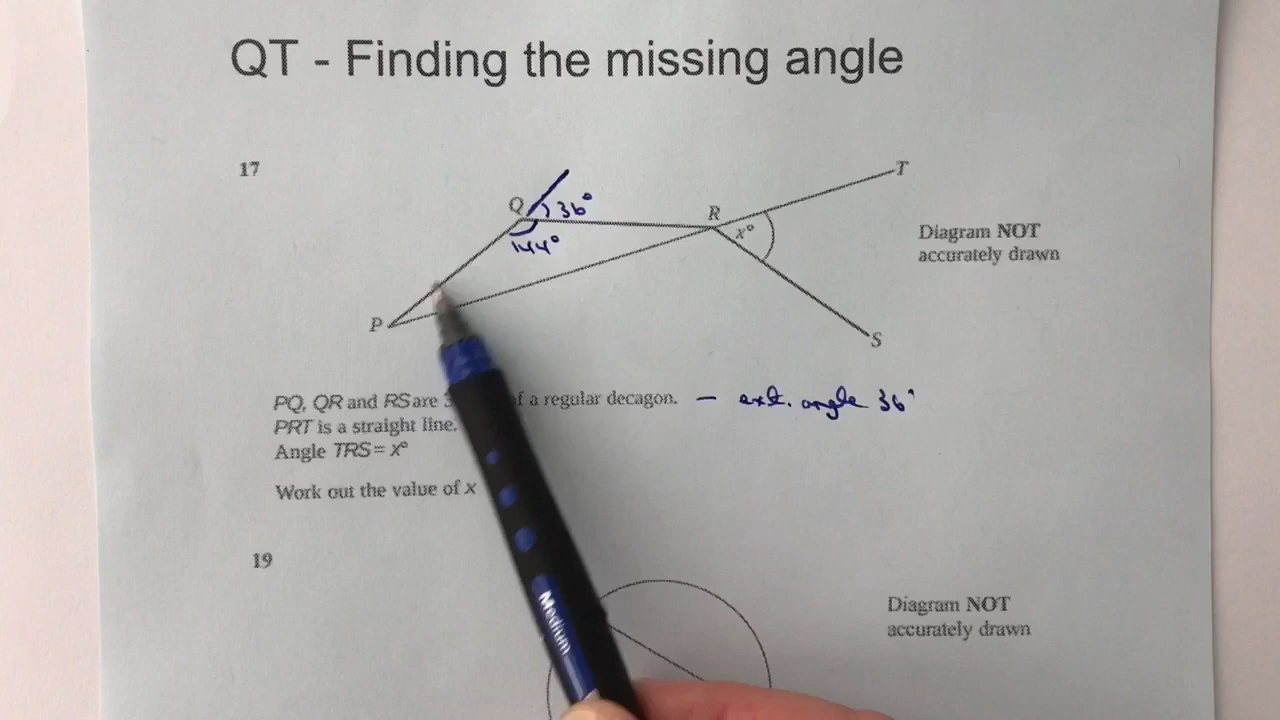 QT - Finding the missing angle
17
T
Q 36°
R
144°
x°
Diagram NOT
accurately drawn
P
S
PQ, QR and RS are 3 of a regular decagon. — ext. angle 36°
PRT is a straight line.
Angle TRS = x°
Work out the value of x
19
Diagram NOT
accurately drawn
Medium